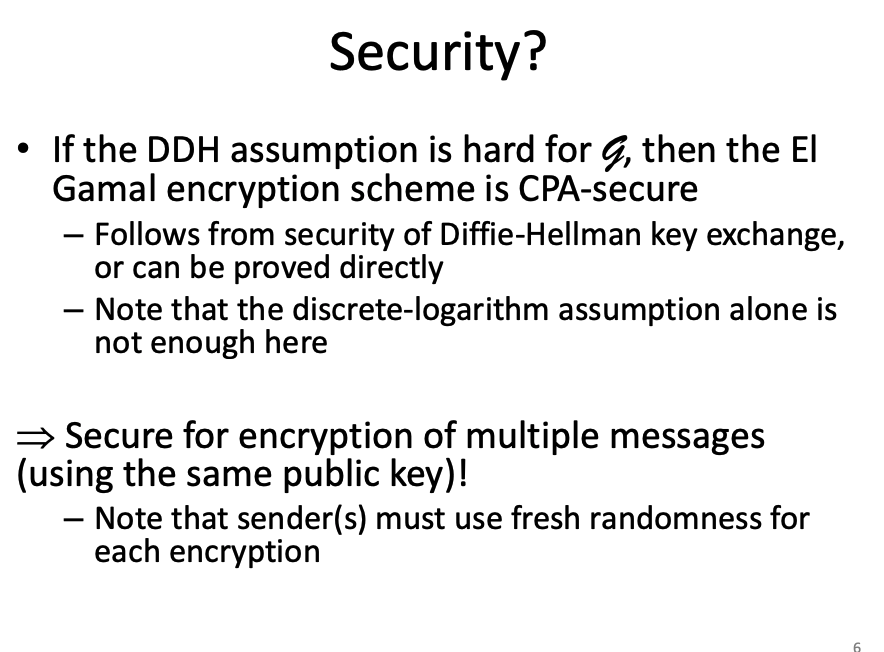 Security?
• If the DDH assumption is hard for 𝒢, then the El
Gamal encryption scheme is CPA-secure
– Follows from security of Diffie-Hellman key exchange,
or can be proved directly
– Note that the discrete-logarithm assumption alone is
not enough here
⇒ Secure for encryption of multiple messages
(using the same public key)!
– Note that sender(s) must use fresh randomness for
each encryption
6